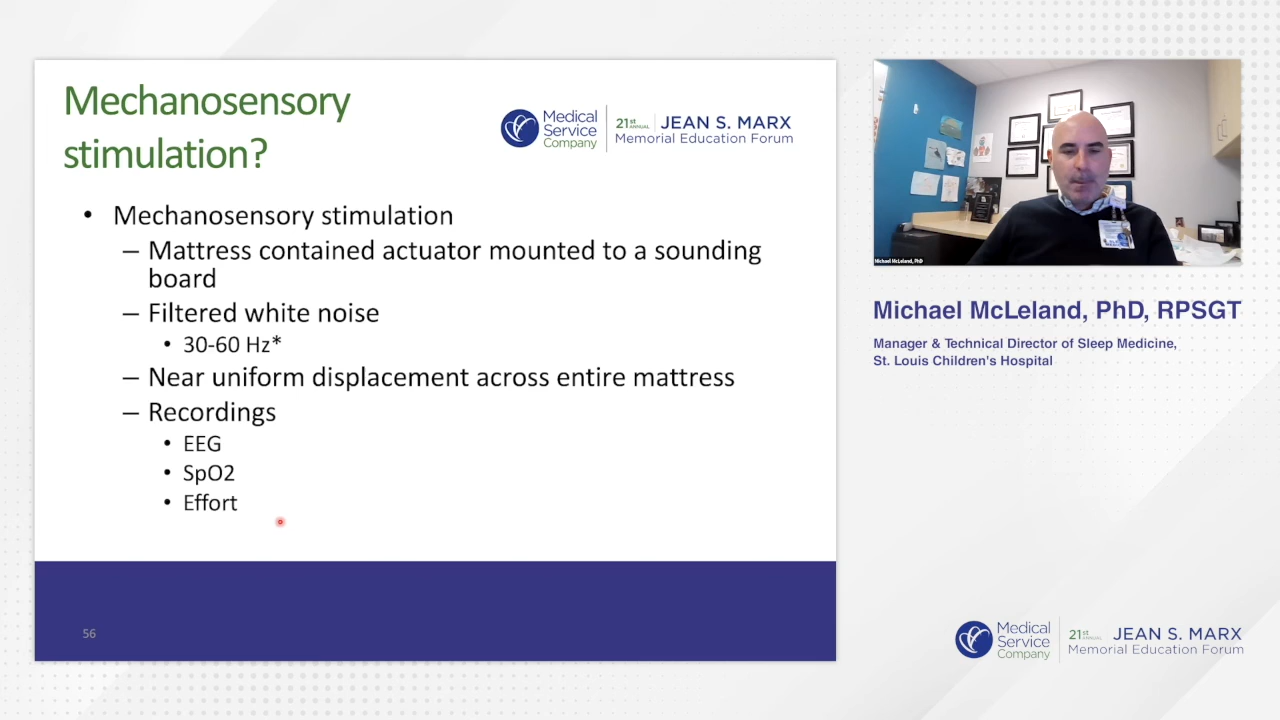 Mechanosensory
stimulation?
Medical
Service
Company
21st
ANNUAL
JEAN S. MARX
Memorial Education Forum
• Mechanosensory stimulation
– Mattress contained actuator mounted to a sounding
board
– Filtered white noise
• 30-60 Hz*
– Near uniform displacement across entire mattress
– Recordings
• EEG
• SpO2
• Effort
56
Michael McLeland, PhD
Michael McLeland, PhD, RPSGT
Manager & Technical Director of Sleep Medicine,
St. Louis Children's Hospital
Medical
Service
Company
21st
ANNUAL
JEAN S. MARX
Memorial Education Forum